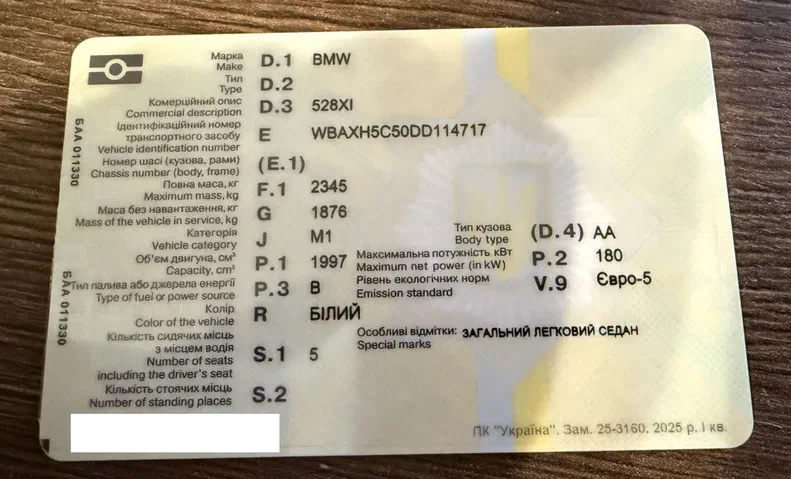 Марка D.1 BMW
Make
Тип D.2
Type
Комерційний опис D.3 528XI
Commercial description
Ідентифікаційний номер
транспортного засобу E WBAXH5C50DD114717
Vehicle identification number
Номер шасі (кузова, рами) (E.1)
Chassis number (body, frame)
Повна маса, кг F.1 2345
Maximum mass, kg
Маса без навантаження, кг G 1876
Mass of the vehicle in service, kg
Категорія J M1
Vehicle category
Тип кузова (D.4) АА
Body type
Об'єм двигуна, см³ P.1 1997
Capacity, cm³
Максимальна потужність кВт P.2 180
Maximum net power (in kW)
Тип палива або джерела енергії P.3 B
Type of fuel or power source
Рівень екологічних норм V.9 Євро-5
Emission standard
Колір R БІЛИЙ
Color of the vehicle
Особливі відмітки: ЗАГАЛЬНИЙ ЛЕГКОВИЙ СЕДАН
Special marks
Кількість сидячих місць
з місцем водія S.1 5
Number of seats
including the driver's seat
Кількість стоячих місць S.2
Number of standing places
ПК "Україна". Зам. 25-3160. 2025 р. I кв.
БАА 011330
БАА 011330